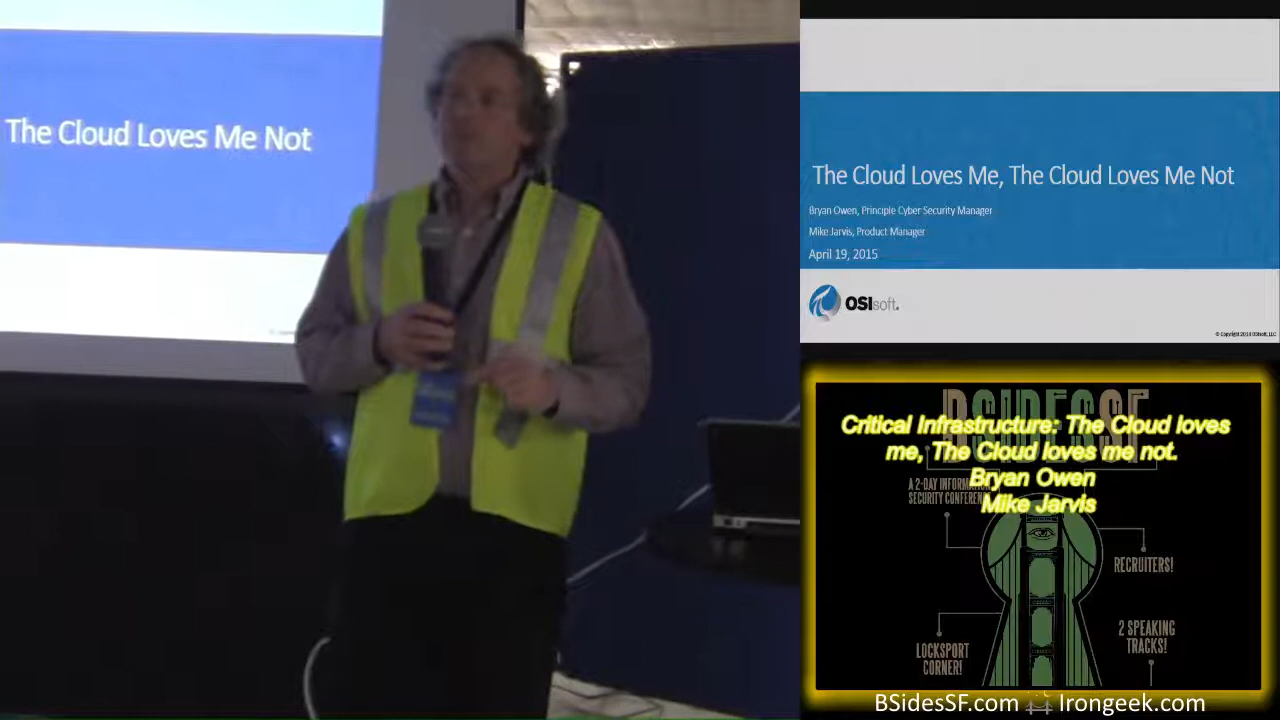 The Cloud Loves Me Not
The Cloud Loves Me, The Cloud Loves Me Not
Bryan Owen, Principle Cyber Security Manager
Mike Jarvis, Product Manager
April 19, 2015
OSIsoft.
BSIDESSF
Critical Infrastructure: The Cloud loves
me, The Cloud loves me not.
Bryan Owen
Mike Jarvis
A 2-DAY INFORMATION
SECURITY CONFERENCE
RECRUITERS!
LOCKSPORT
CORNER!
2 SPEAKING
TRACKS!
BSidesSF.com Irongeek.com